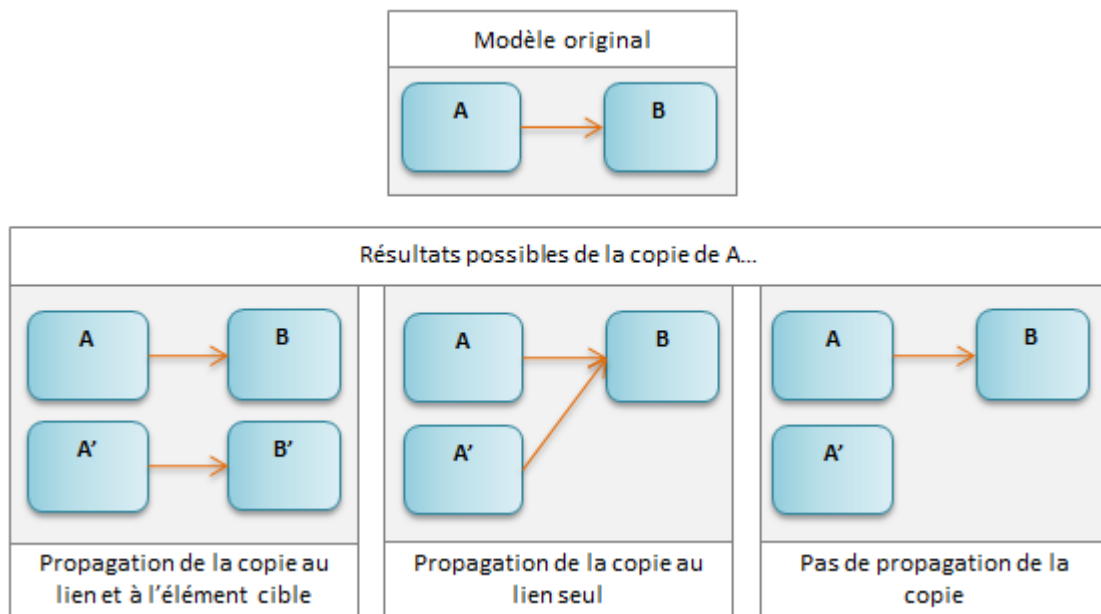 Modèle original
A
B
Résultats possibles de la copie de A…
A
B
A'
B'
Propagation de la copie au
lien et à l'élément cible
A
B
A'
Propagation de la copie au
lien seul
A
B
A'
Pas de propagation de la
copie